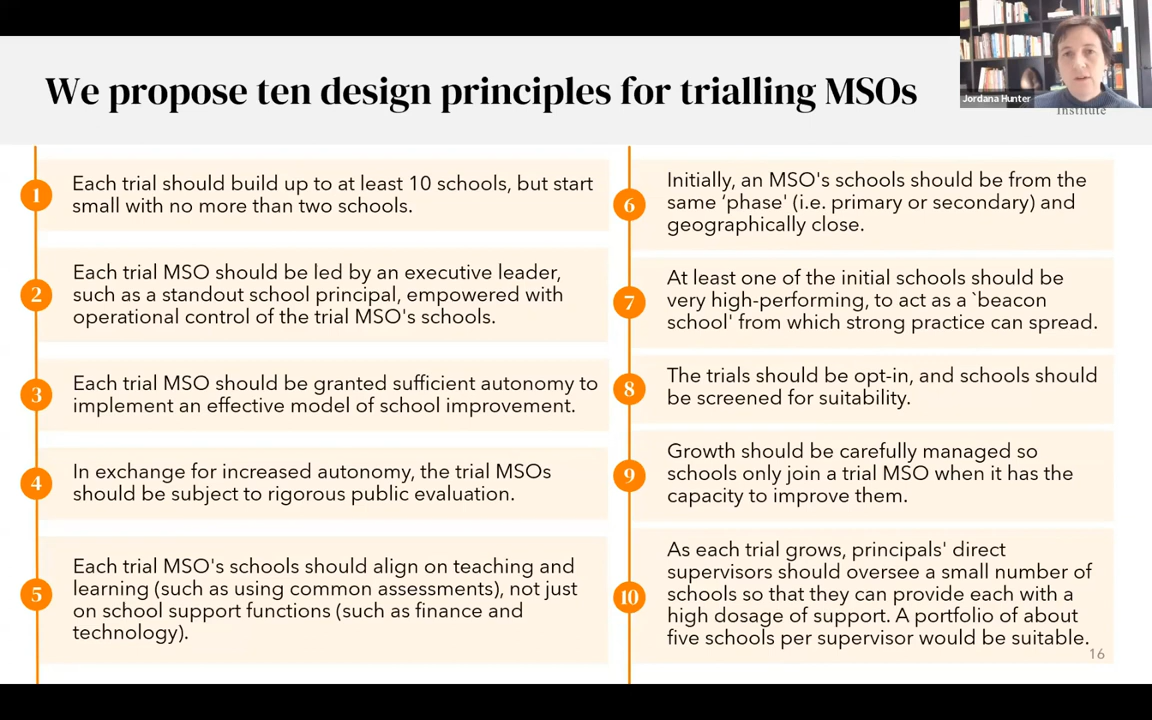 We propose ten design principles for trialling MSOs
Jordana Hunter
Institute
1
Each trial should build up to at least 10 schools, but start
small with no more than two schools.
2
Each trial MSO should be led by an executive leader,
such as a standout school principal, empowered with
operational control of the trial MSO's schools.
3
Each trial MSO should be granted sufficient autonomy to
implement an effective model of school improvement.
4
In exchange for increased autonomy, the trial MSOs
should be subject to rigorous public evaluation.
5
Each trial MSO's schools should align on teaching and
learning (such as using common assessments), not just
on school support functions (such as finance and
technology).
6
Initially, an MSO's schools should be from the
same ‘phase' (i.e. primary or secondary) and
geographically close.
7
At least one of the initial schools should be
very high-performing, to act as a `beacon
school' from which strong practice can spread.
8
The trials should be opt-in, and schools should
be screened for suitability.
9
Growth should be carefully managed so
schools only join a trial MSO when it has the
capacity to improve them.
10
As each trial grows, principals' direct
supervisors should oversee a small number of
schools so that they can provide each with a
high dosage of support. A portfolio of about
five schools per supervisor would be suitable.
16